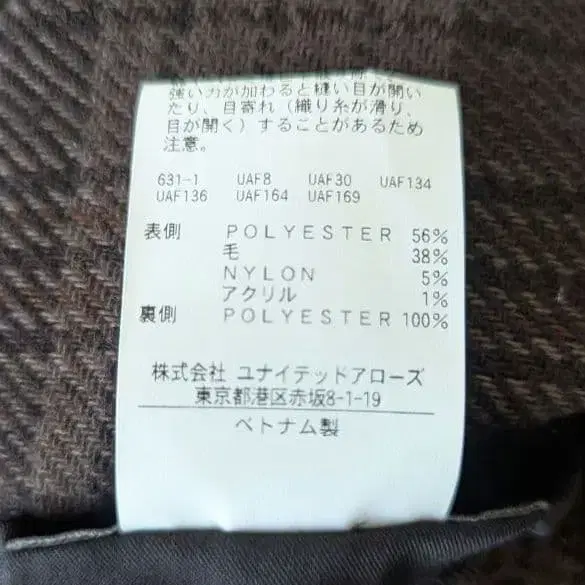 強い力が加わると縫い目が開い
たり、目寄れ（織り糸が滑り、
目が開く）することがあるため
注意。
631-1 UAF8 UAF30 UAF134
UAF136 UAF164 UAF169
表側 POLYESTER 56%
毛 38%
NYLON 5%
アクリル 1%
裏側 POLYESTER 100%
株式会社 ユナイテッドアローズ
東京都港区赤坂8-1-19
ベトナム製